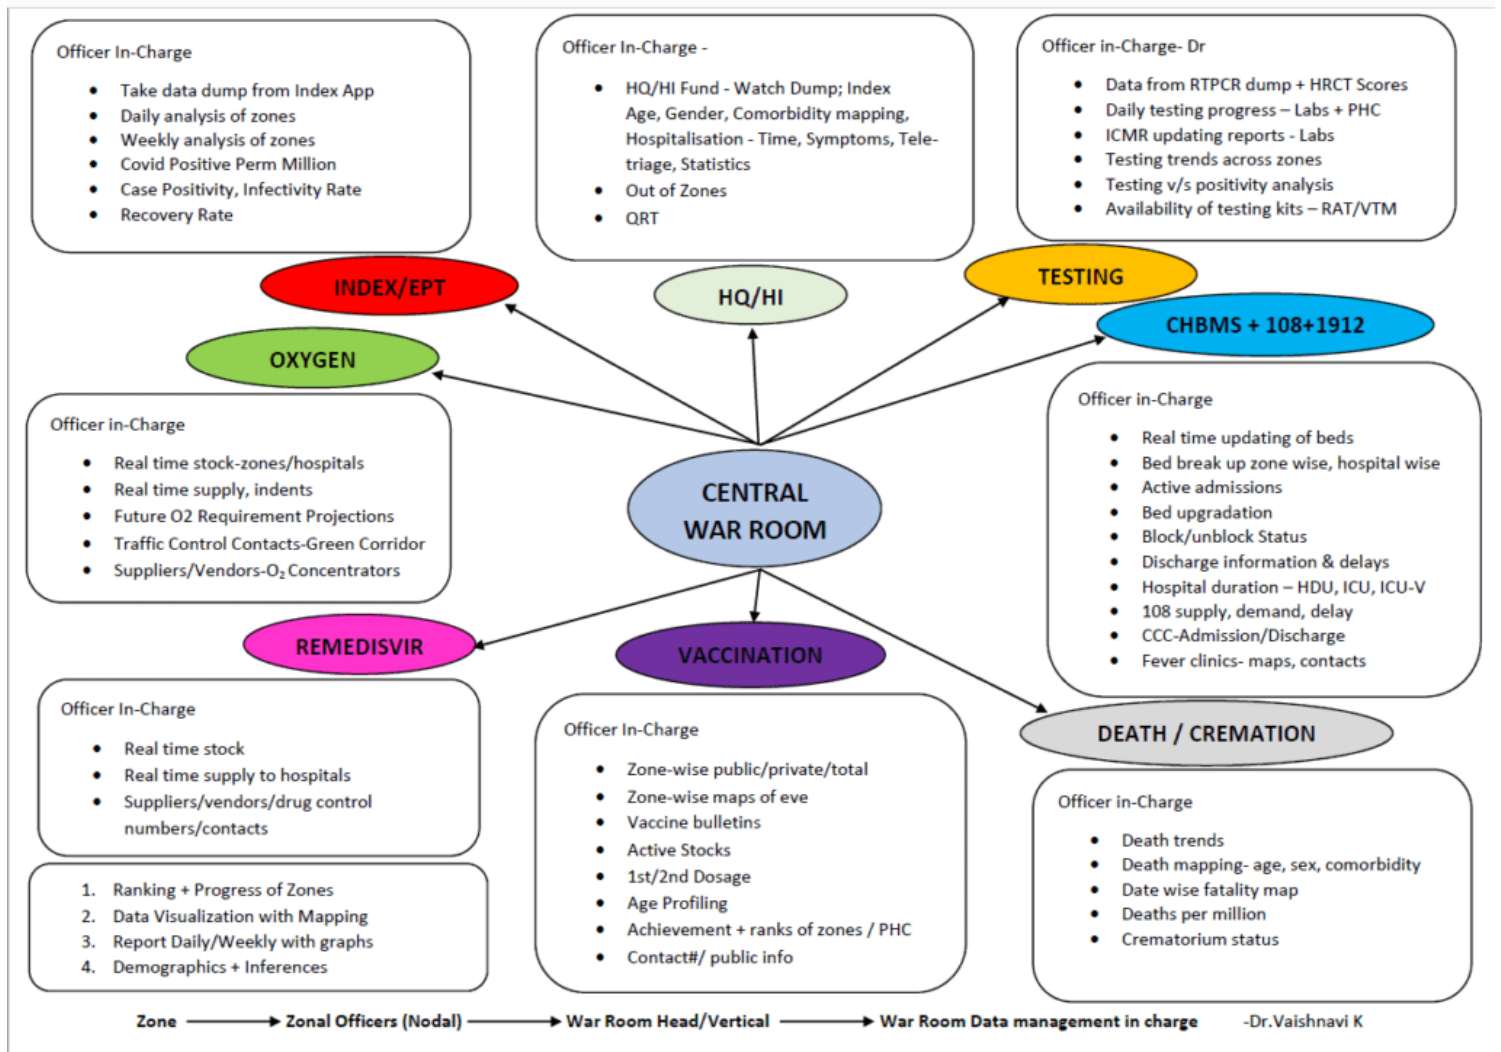 Officer In-Charge
• Take data dump from Index App
• Daily analysis of zones
• Weekly analysis of zones
• Covid Positive Perm Million
• Case Positivity, Infectivity Rate
• Recovery Rate
INDEX/EPT
Officer In-Charge -
• HQ/HI Fund - Watch Dump; Index
Age, Gender, Comorbidity mapping,
Hospitalisation - Time, Symptoms, Tele-
triage, Statistics
• Out of Zones
• QRT
HQ/HI
Officer in-Charge- Dr
• Data from RTPCR dump + HRCT Scores
• Daily testing progress – Labs + PHC
• ICMR updating reports - Labs
• Testing trends across zones
• Testing v/s positivity analysis
• Availability of testing kits – RAT/VTM
TESTING
CHBMS + 108+1912
Officer in-Charge
• Real time updating of beds
• Bed break up zone wise, hospital wise
• Active admissions
• Bed upgradation
• Block/unblock Status
• Discharge information & delays
• Hospital duration – HDU, ICU, ICU-V
• 108 supply, demand, delay
• CCC-Admission/Discharge
• Fever clinics- maps, contacts
OXYGEN
Officer in-Charge
• Real time stock-zones/hospitals
• Real time supply, indents
• Future O2 Requirement Projections
• Traffic Control Contacts-Green Corridor
• Suppliers/Vendors-O₂ Concentrators
CENTRAL
WAR ROOM
REMEDISVIR
Officer In-Charge
• Real time stock
• Real time supply to hospitals
• Suppliers/vendors/drug control
numbers/contacts
VACCINATION
Officer In-Charge
• Zone-wise public/private/total
• Zone-wise maps of eve
• Vaccine bulletins
• Active Stocks
• 1st/2nd Dosage
• Age Profiling
• Achievement + ranks of zones / PHC
• Contact#/ public info
DEATH / CREMATION
Officer in-Charge
• Death trends
• Death mapping- age, sex, comorbidity
• Date wise fatality map
• Deaths per million
• Crematorium status
1. Ranking + Progress of Zones
2. Data Visualization with Mapping
3. Report Daily/Weekly with graphs
4. Demographics + Inferences
Zone Zonal Officers (Nodal) War Room Head/Vertical War Room Data management in charge -Dr.Vaishnavi K